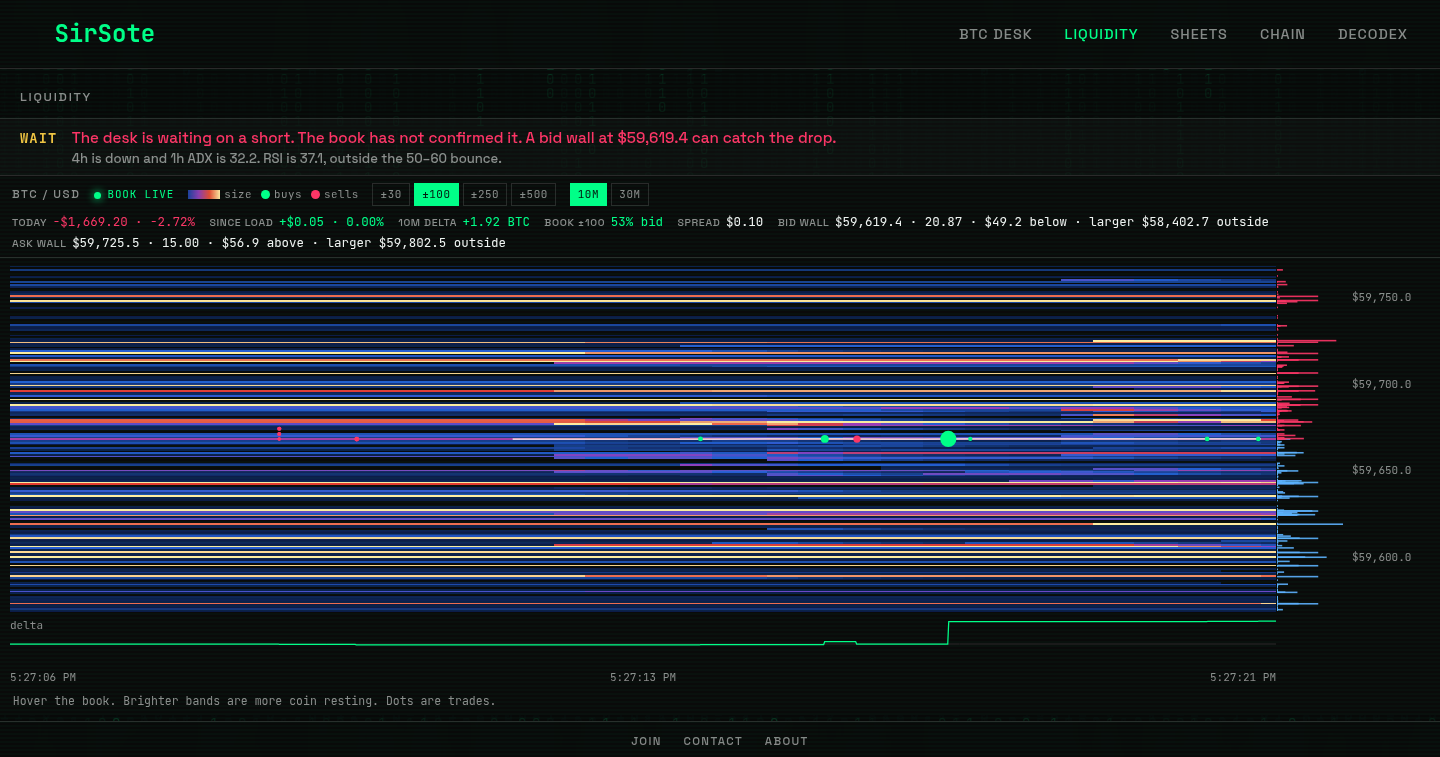 SirSote
BTC DESK LIQUIDITY SHEETS CHAIN DECODEX
LIQUIDITY
WAIT The desk is waiting on a short. The book has not confirmed it. A bid wall at $59,619.4 can catch the drop.
4h is down and 1h ADX is 32.2. RSI is 37.1, outside the 50–60 bounce.
BTC / USD BOOK LIVE size buys sells ±30 ±100 ±250 ±500 10M 30M
TODAY -$1,669.20 · -2.72% SINCE LOAD +$0.05 · 0.00% 10M DELTA +1.92 BTC BOOK ±100 53% bid SPREAD $0.10 BID WALL $59,619.4 · 20.87 · $49.2 below · larger $58,402.7 outside
ASK WALL $59,725.5 · 15.00 · $56.9 above · larger $59,802.5 outside
$59,750.0
$59,700.0
$59,650.0
$59,600.0
delta
5:27:06 PM 5:27:13 PM 5:27:21 PM
Hover the book. Brighter bands are more coin resting. Dots are trades.
JOIN CONTACT ABOUT